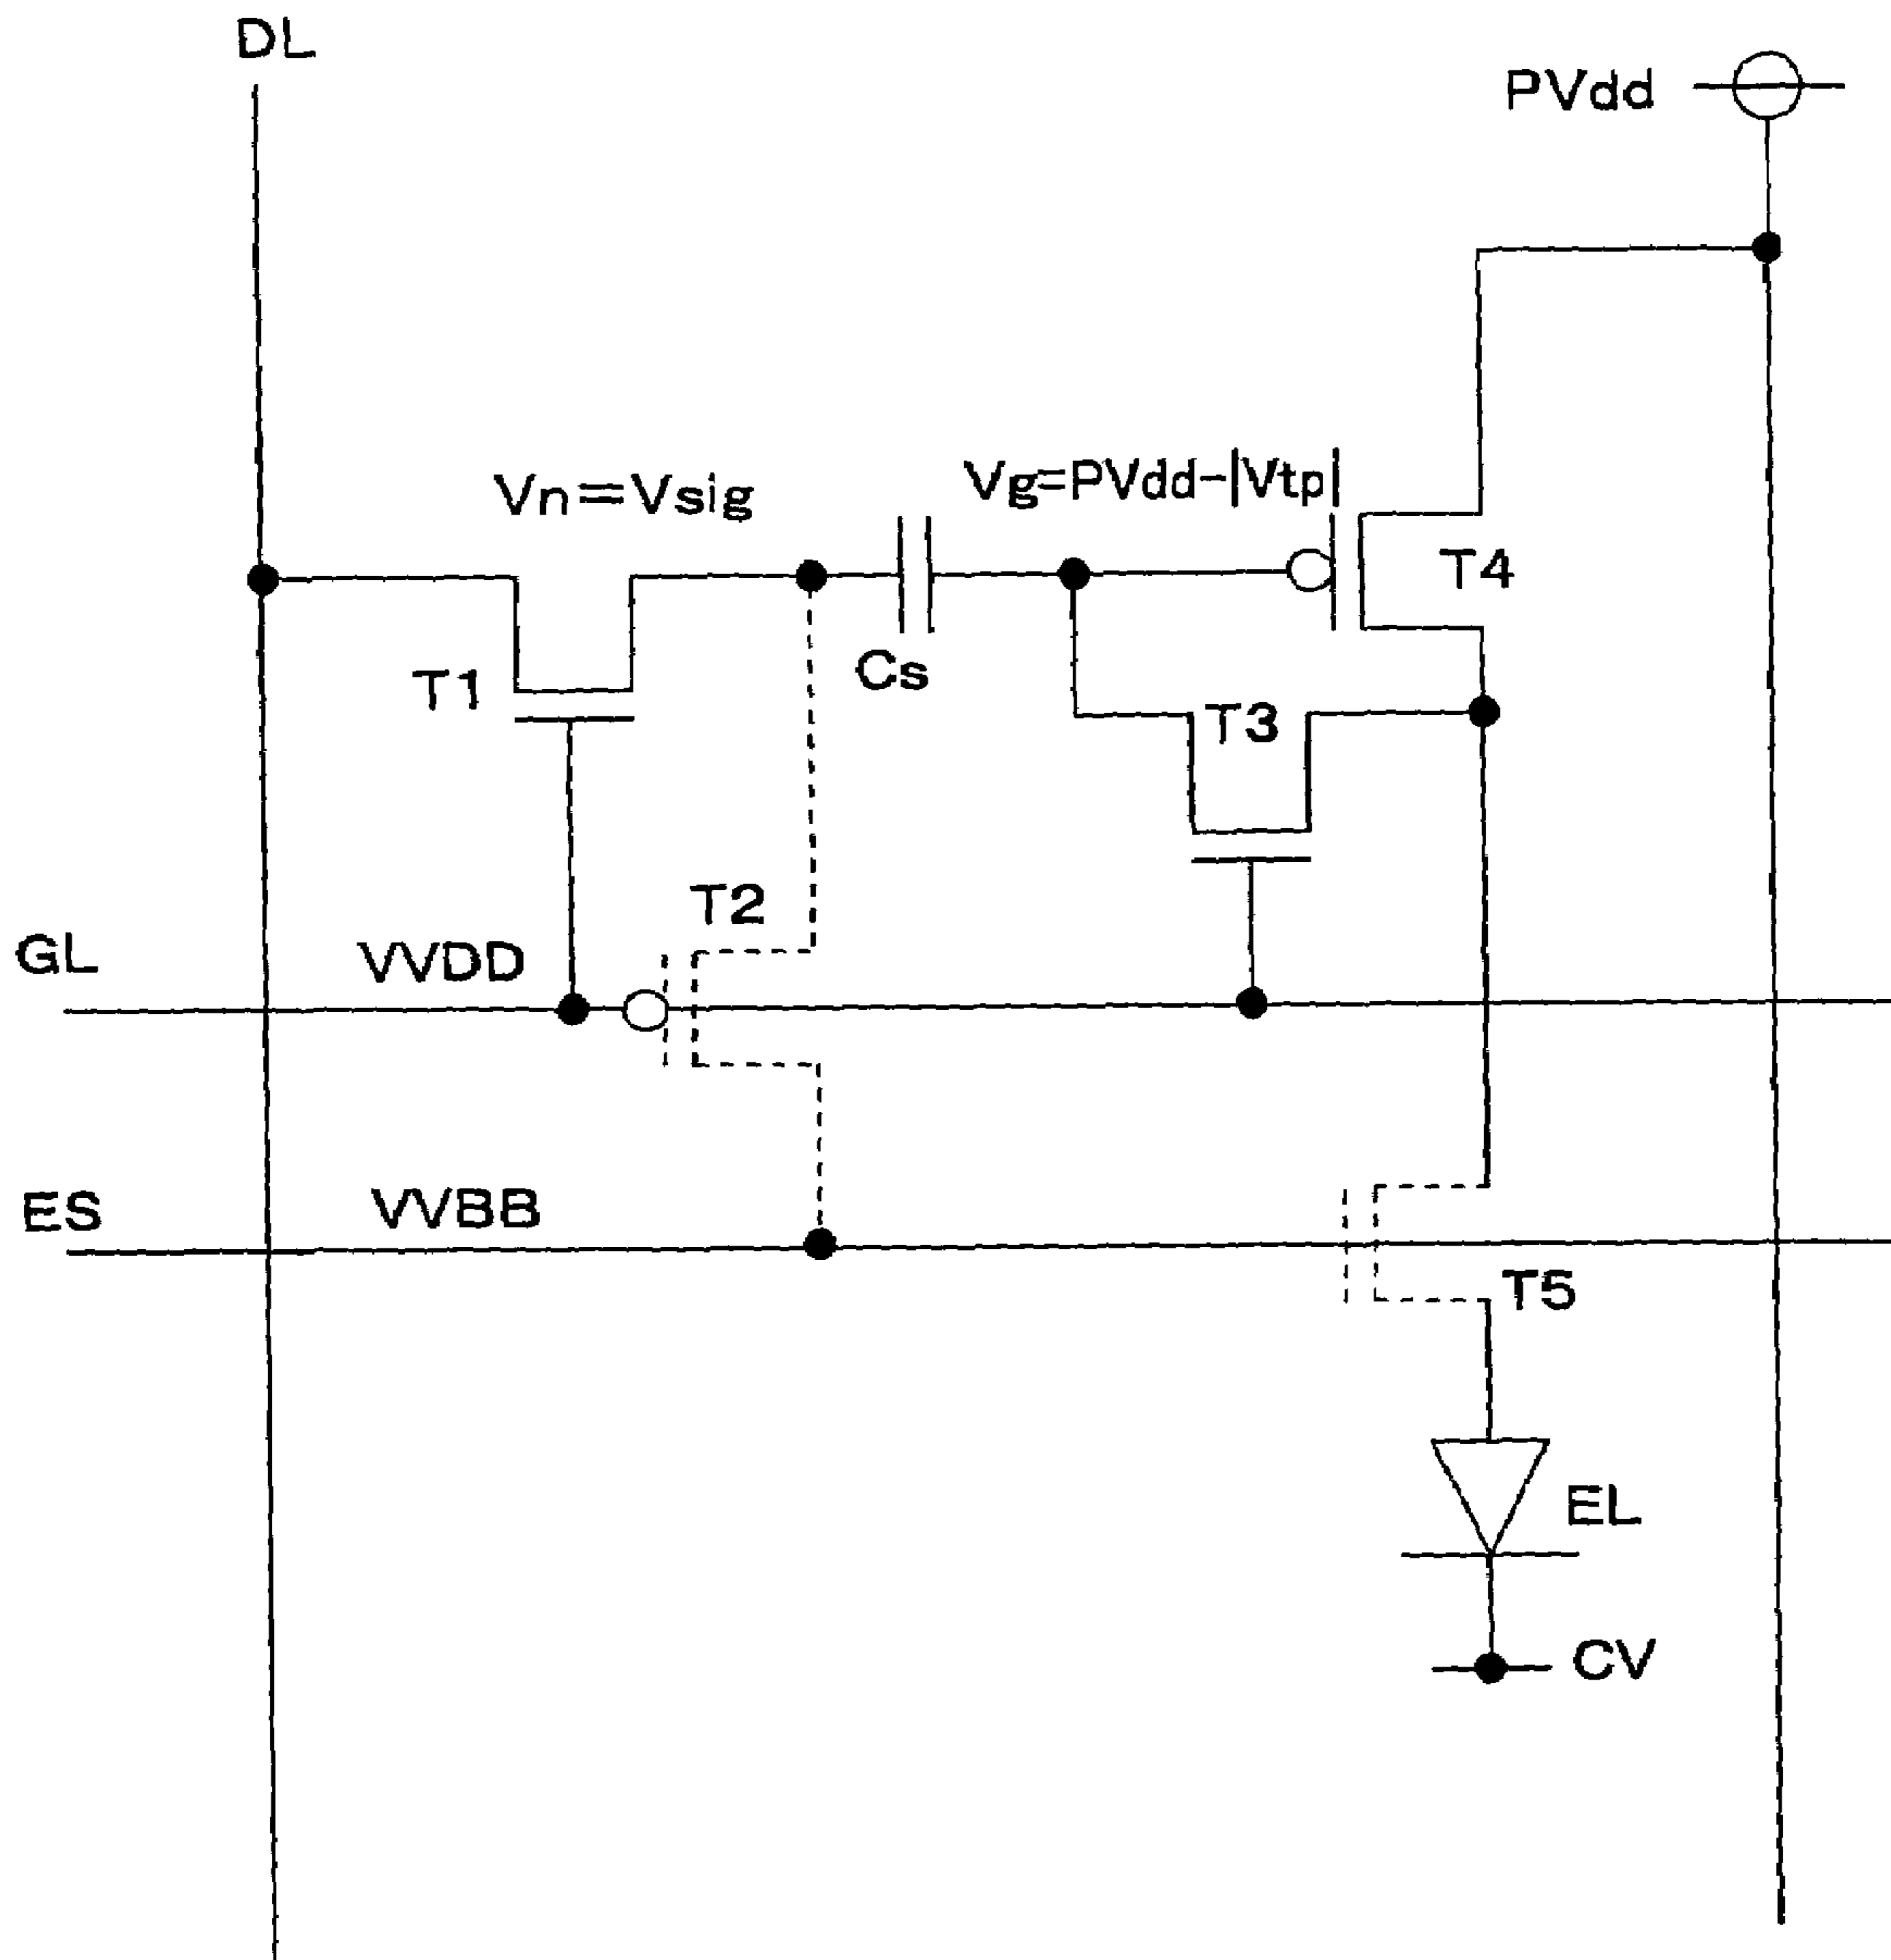 DL
PVdd
Vn=Vsig
Vg=PVdd-|Vtp|
T4
Cs
T1
T3
T2
GL
VVDD
ES
VVBB
T5
EL
CV